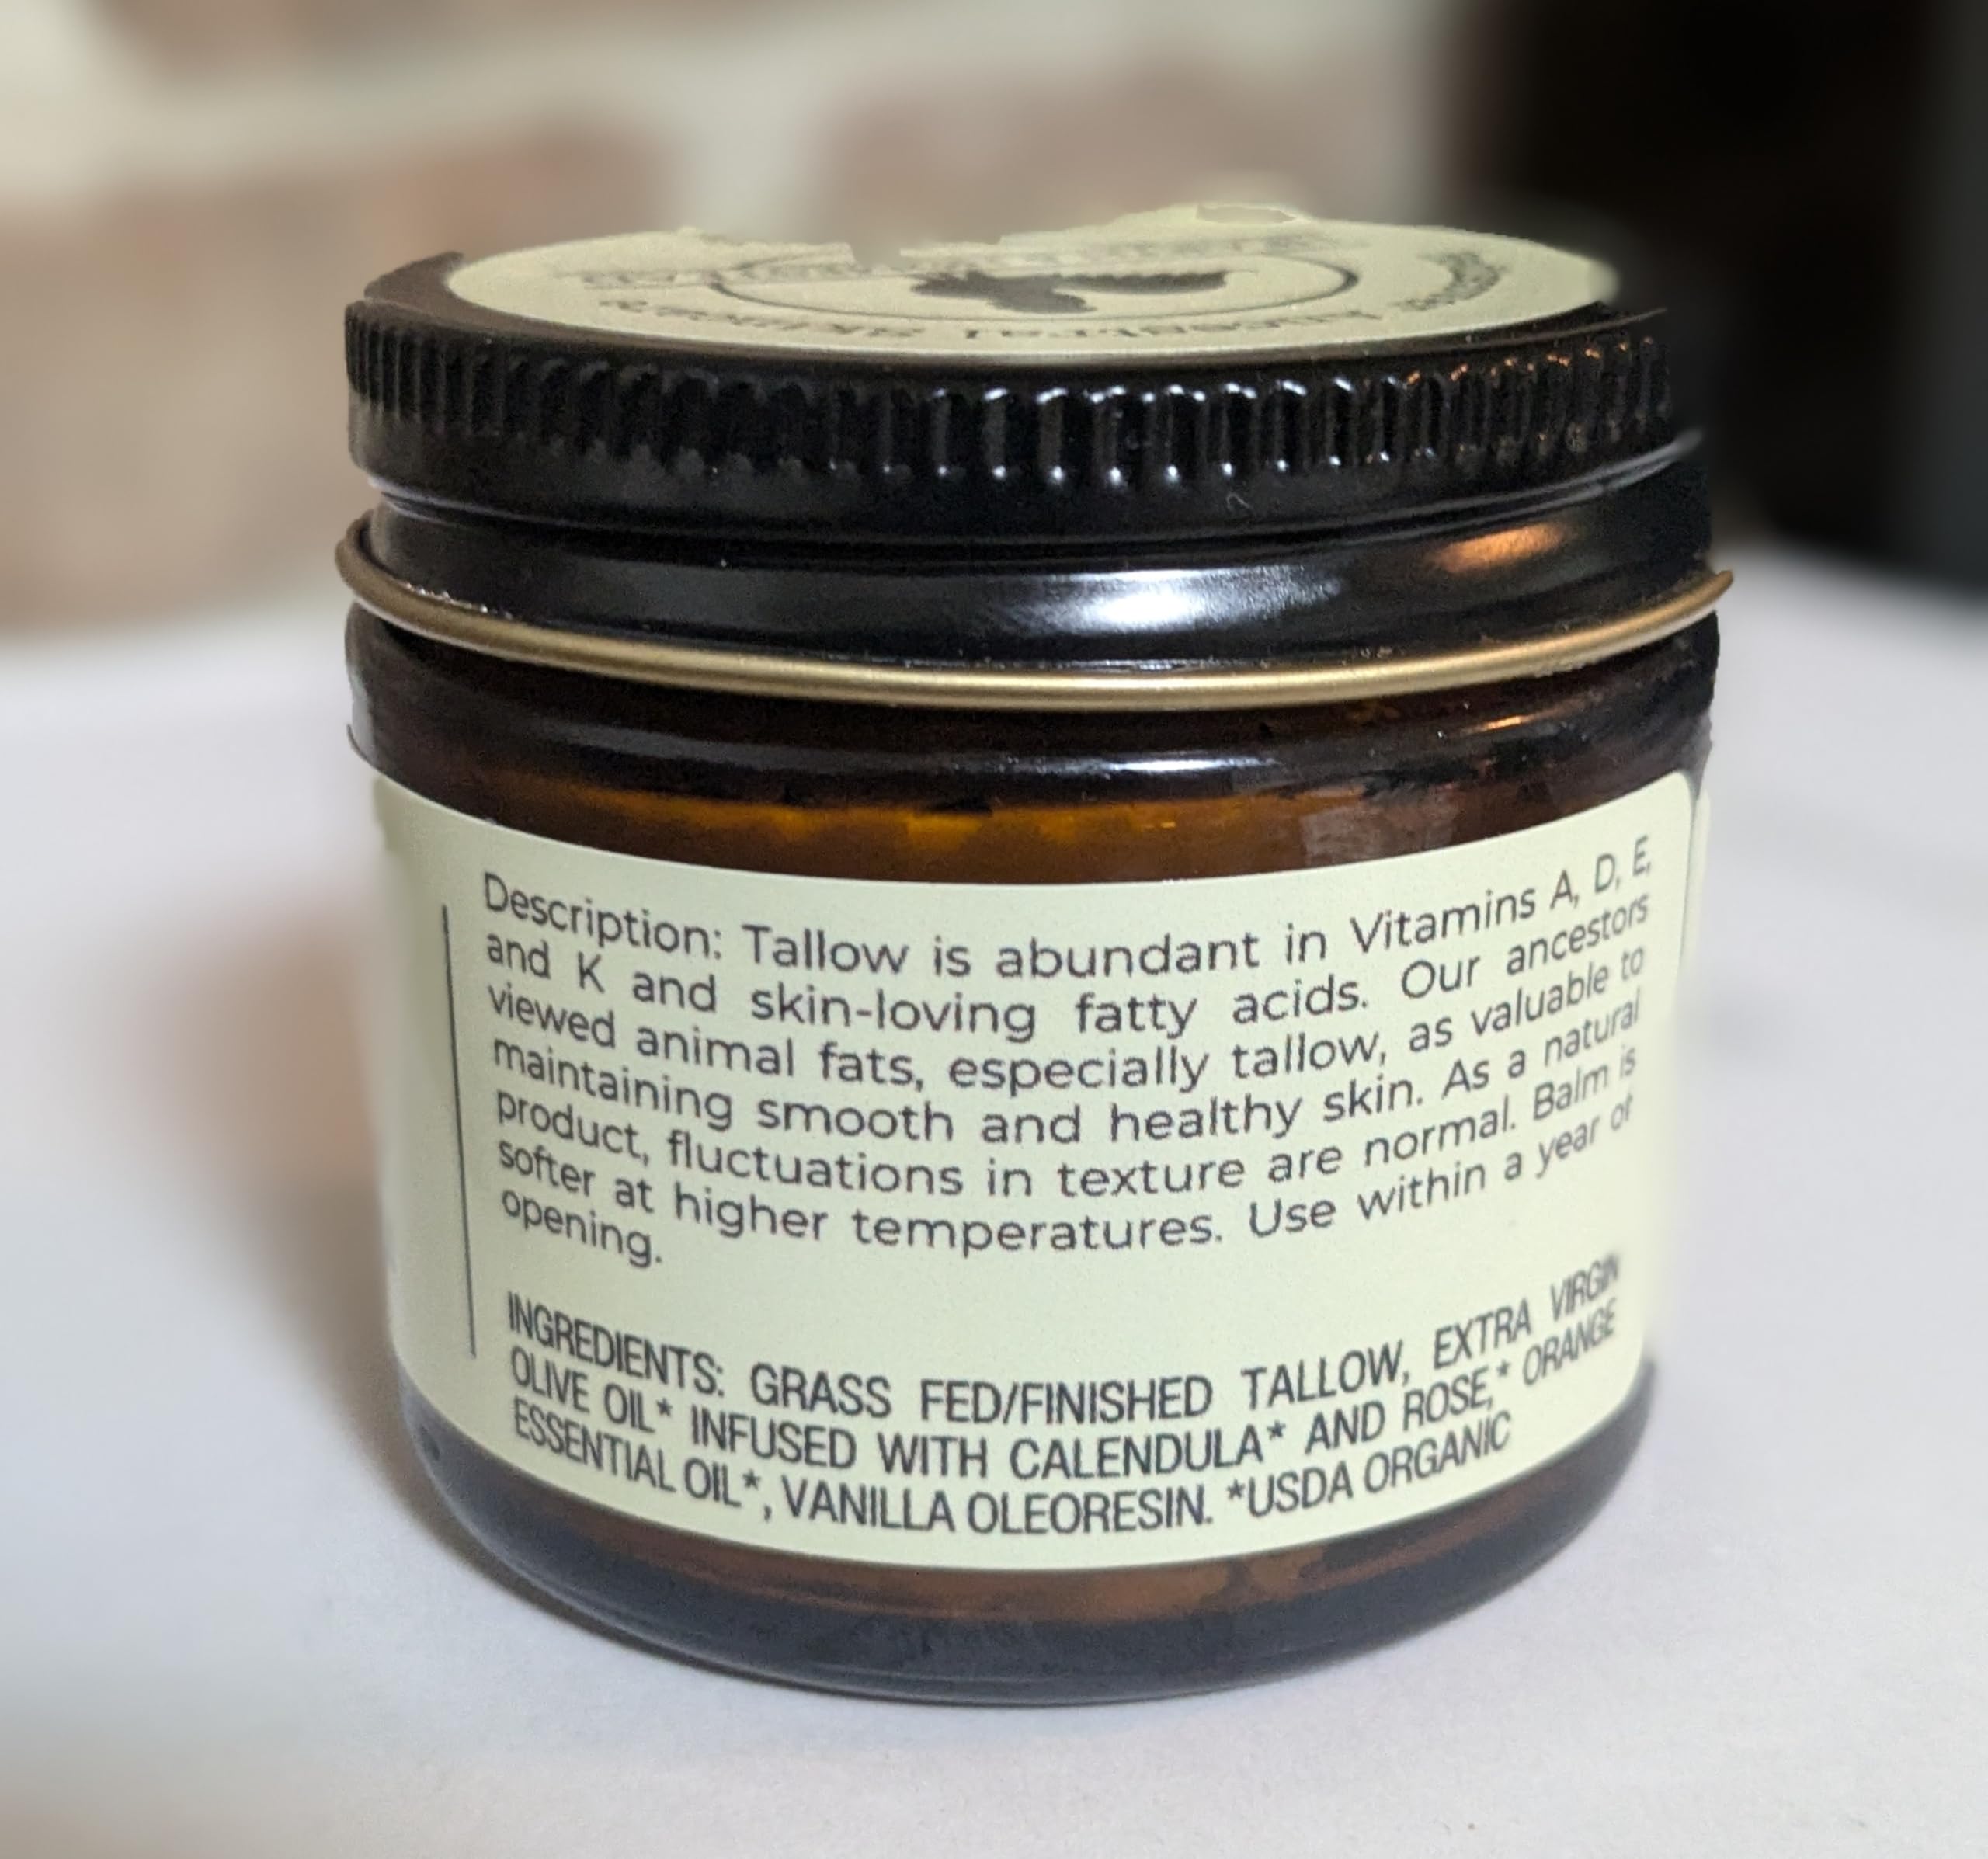 Ancestral Skincare
Description: Tallow is abundant in Vitamins A, D, E,
and K and skin-loving fatty acids. Our ancestors
viewed animal fats, especially tallow, as valuable to
maintaining smooth and healthy skin. As a natural
product, fluctuations in texture are normal. Balm is
softer at higher temperatures. Use within a year of
opening.
INGREDIENTS: GRASS FED/FINISHED TALLOW, EXTRA VIRGIN
OLIVE OIL* INFUSED WITH CALENDULA* AND ROSE,* ORANGE
ESSENTIAL OIL*, VANILLA OLEORESIN. *USDA ORGANIC